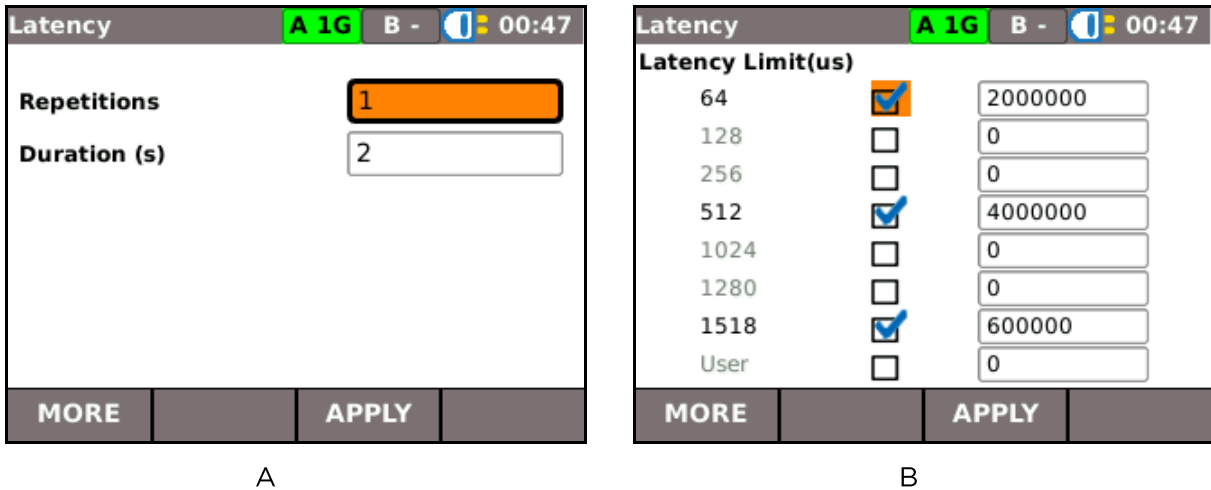 Latency A 1G B - 00:47
Repetitions 1
Duration (s) 2
MORE APPLY
A
Latency A 1G B - 00:47
Latency Limit(us)
64 2000000
128 0
256 0
512 4000000
1024 0
1280 0
1518 600000
User 0
MORE APPLY
B